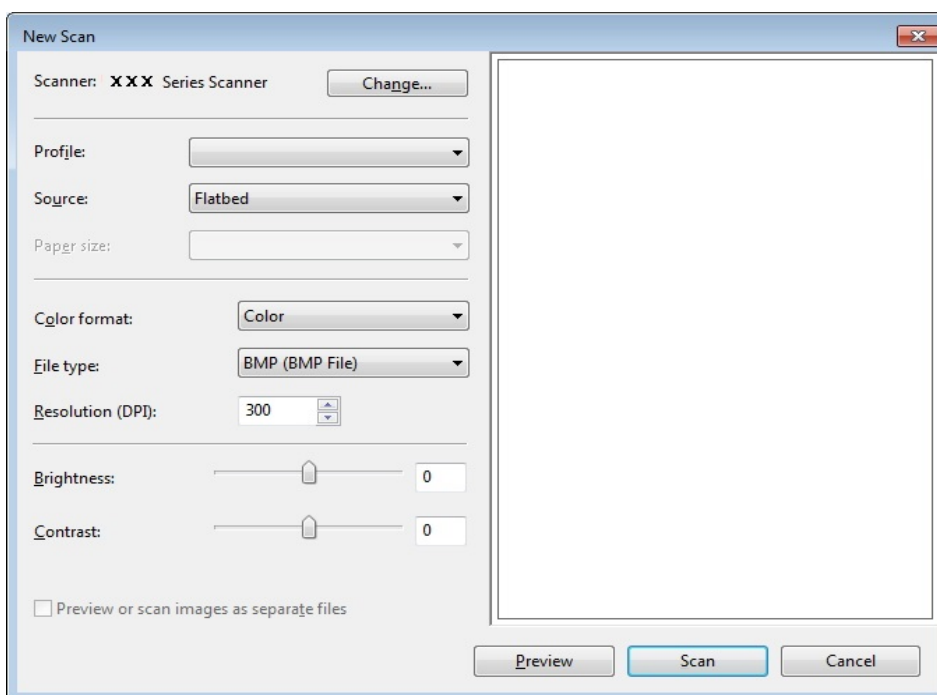 New Scan
Scanner: XXX Series Scanner Change...
Profile:
Source: Flatbed
Paper size:
Color format: Color
File type: BMP (BMP File)
Resolution (DPI): 300
Brightness: 0
Contrast: 0
Preview or scan images as separate files
Preview Scan Cancel